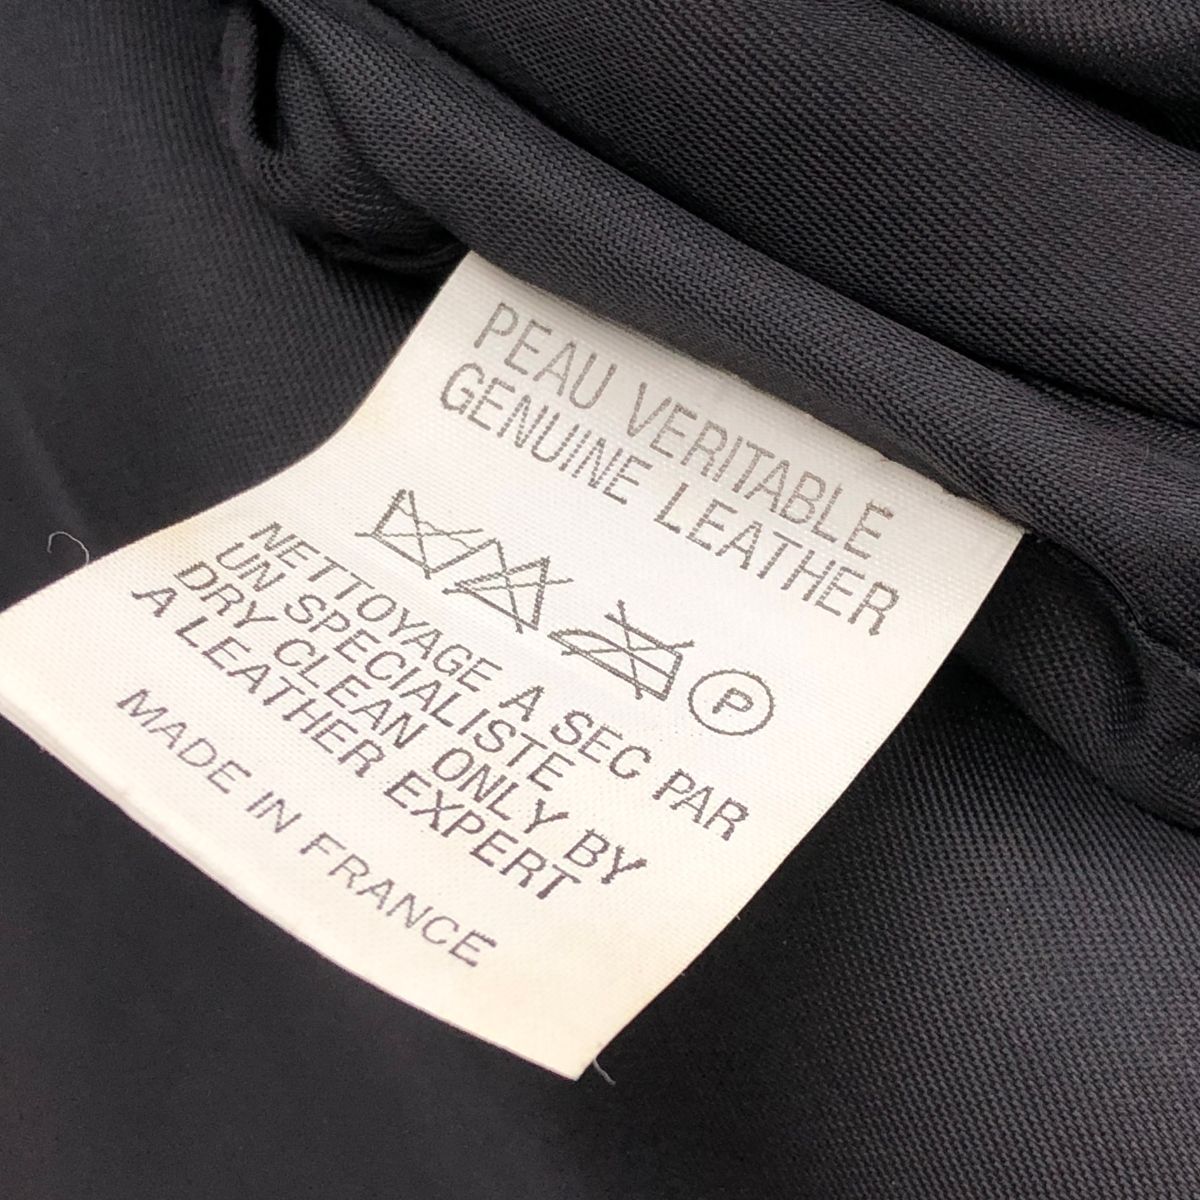 PEAU VERITABLE
GENUINE LEATHER
P
NETTOYAGE A SEC PAR
UN SPECIALISTE
DRY CLEAN ONLY BY
A LEATHER EXPERT
MADE IN FRANCE